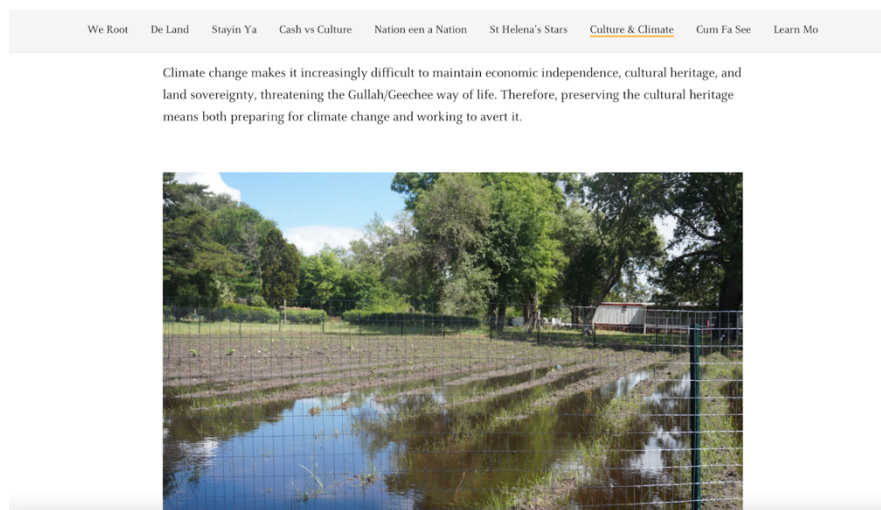 We Root De Land Stayin Ya Cash vs Culture Nation een a Nation St Helena's Stars Culture & Climate Cum Fa See Learn Mo
Climate change makes it increasingly difficult to maintain economic independence, cultural heritage, and
land sovereignty, threatening the Gullah/Geechee way of life. Therefore, preserving the cultural heritage
means both preparing for climate change and working to avert it.